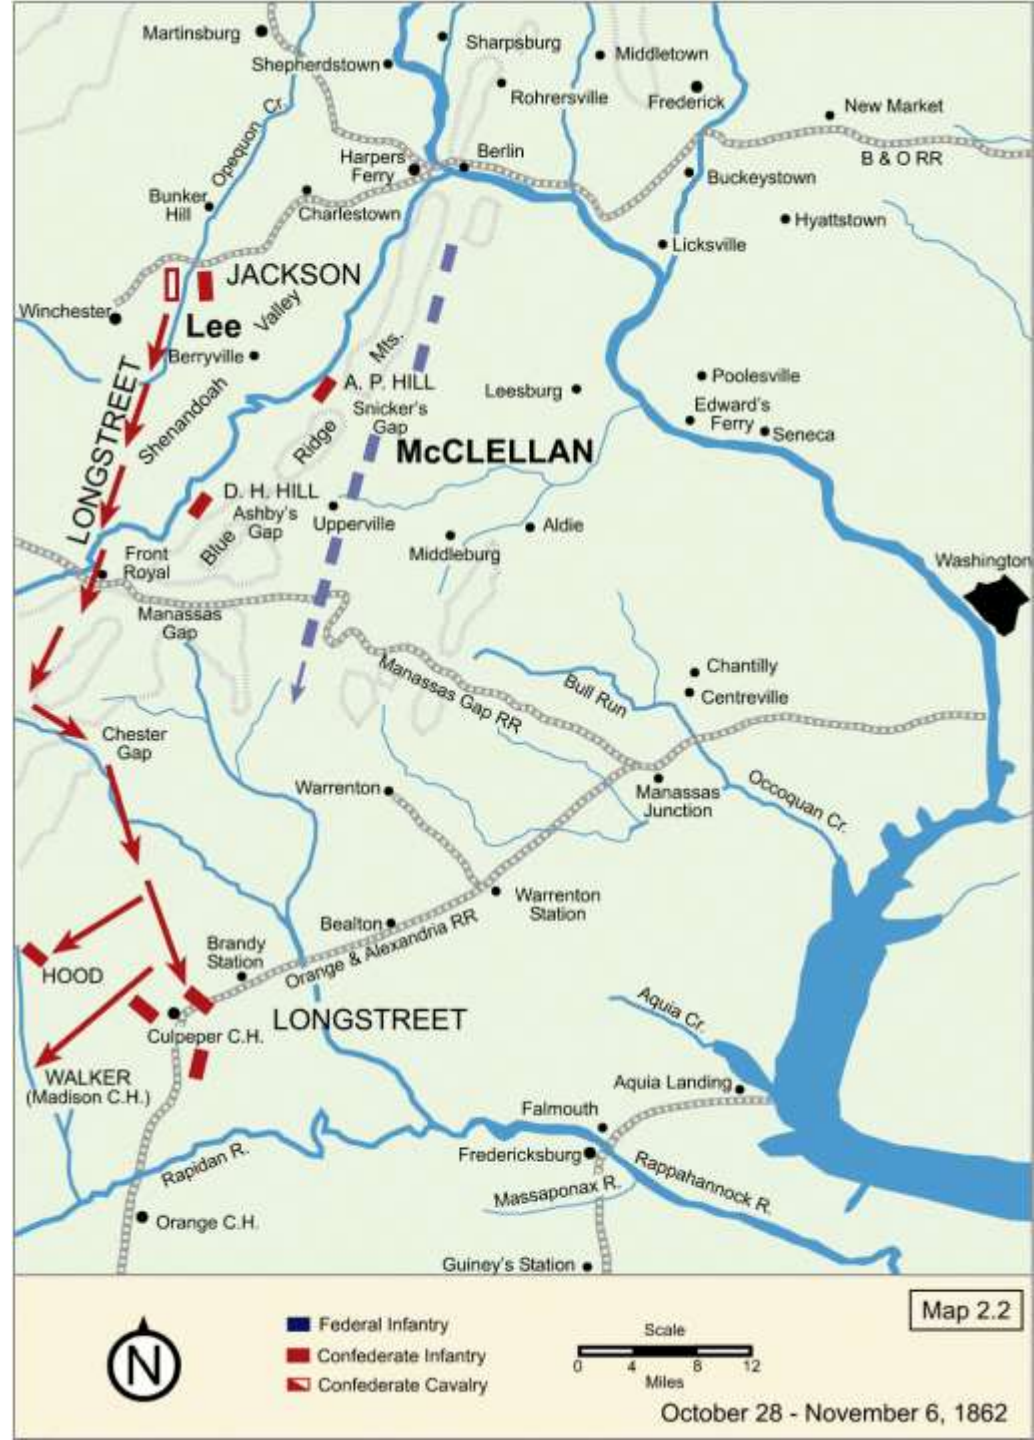 Martinsburg
Sharpsburg
Middletown
Shepherdstown
Rohrersville
Frederick
New Market
Opequon Cr.
Harpers
Ferry
Berlin
B & O RR
Buckeystown
Bunker
Hill
Charlestown
Hyattstown
Licksville
JACKSON
Winchester
Lee
Valley
Berryville
Mts.
A. P. HILL
Poolesville
Leesburg
Snicker's
Gap
Edward's
Ferry
Seneca
LONGSTREET
Shenandoah
Ridge
McCLELLAN
D. H. HILL
Ashby's
Gap
Upperville
Aldie
Blue
Middleburg
Front
Royal
Washington
Manassas
Gap
Manassas Gap RR
Bull Run
Chantilly
Centreville
Chester
Gap
Warrenton
Manassas
Junction
Occoquan Cr.
Warrenton
Station
Bealton
Orange & Alexandria RR
Brandy
Station
HOOD
LONGSTREET
Culpeper C.H.
Aquia Cr.
WALKER
(Madison C.H.)
Aquia Landing
Falmouth
Fredericksburg
Rapidan R.
Massaponax R.
Rappahannock R.
Orange C.H.
Guiney's Station
Map 2.2
N
Federal Infantry
Confederate Infantry
Confederate Cavalry
Scale
0 4 8 12
Miles
October 28 - November 6, 1862